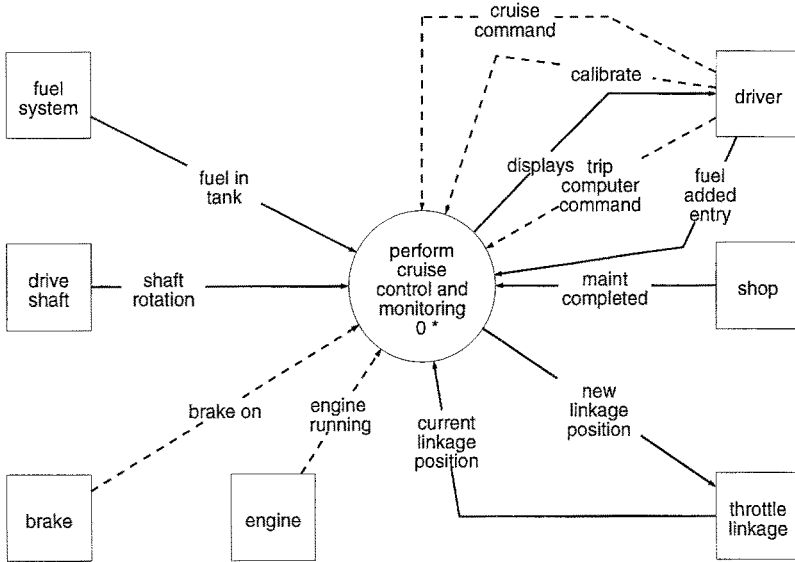 cruise
command
calibrate
driver
fuel
system
displays
trip
computer
command
fuel
added
entry
fuel in
tank
perform
cruise
control and
monitoring
0 *
drive
shaft
shaft
rotation
maint
completed
shop
brake on
engine
running
current
linkage
position
new
linkage
position
brake
engine
throttle
linkage